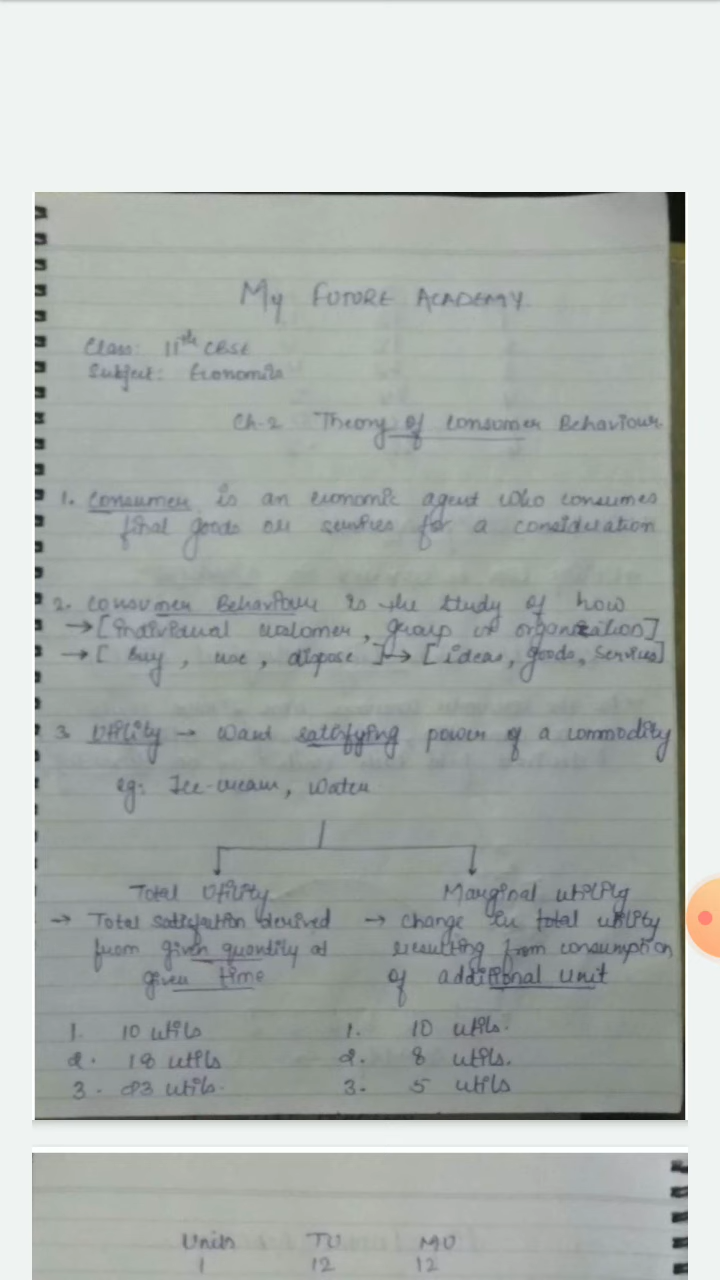 My FUTURE ACADEMY.
Class: 11th CBSE
Subject: Economics
Ch-2 Theory of Consumer Behaviour
1. Consumer is an economic agent who consumes
final goods or services for a consideration
2. Consumer Behaviour is the study of how
→ [individual customer, group or organization]
→ [ Buy, use, dispose ] → [ideas, goods, services]
3. Utility → Want satisfying power of a commodity
eg: Ice-cream, Water
Total Utility Marginal utility
→ Total satisfaction derived → change in total utility
from given quantity at resulting from consumption
given time of additional unit
1. 10 utils 1. 10 utils.
2. 18 utils 2. 8 utils.
3. 23 utils. 3. 5 utils
Units TU MU
1 12 12